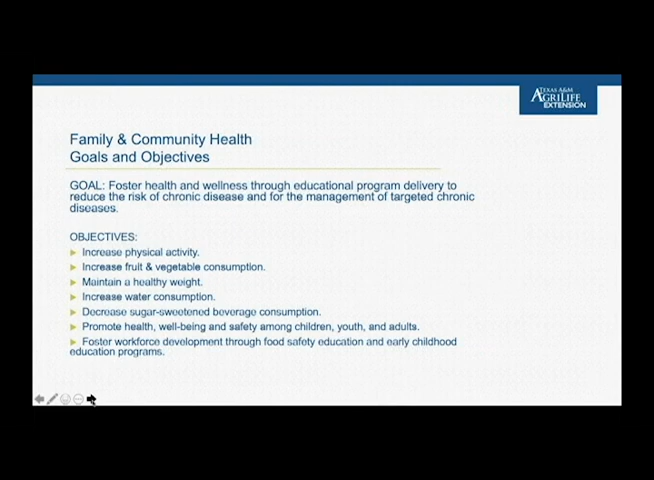 TEXAS A&M
AGRILIFE
EXTENSION
Family & Community Health
Goals and Objectives
GOAL: Foster health and wellness through educational program delivery to
reduce the risk of chronic disease and for the management of targeted chronic
diseases.
OBJECTIVES:
Increase physical activity.
Increase fruit & vegetable consumption.
Maintain a healthy weight.
Increase water consumption.
Decrease sugar-sweetened beverage consumption.
Promote health, well-being and safety among children, youth, and adults.
Foster workforce development through food safety education and early childhood
education programs.